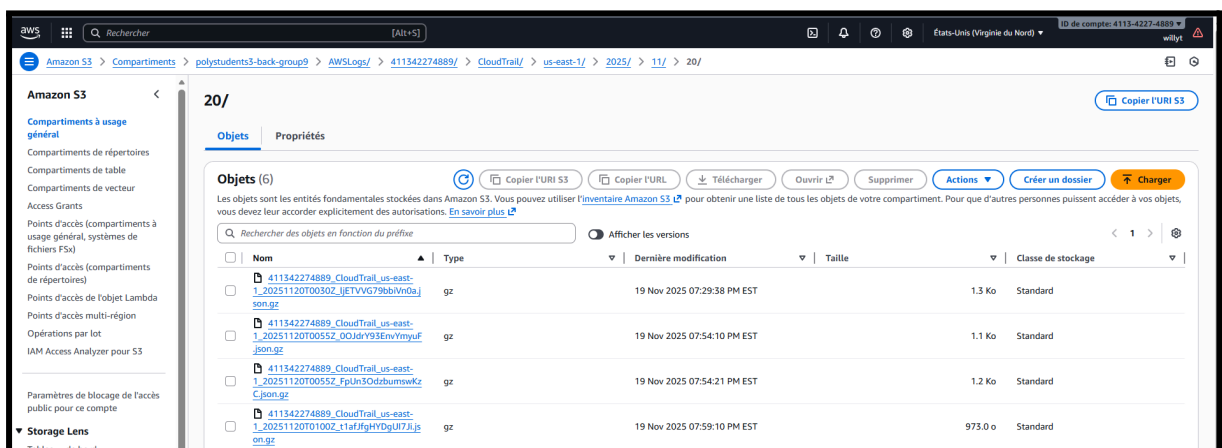 aws
Rechercher [Alt+S]
États-Unis (Virginie du Nord) ▼
ID de compte: 4113-4227-4889 ▼
willyt
Amazon S3 > Compartiments > polystudents3-back-group9 > AWSLogs/ > 411342274889/ > CloudTrail/ > us-east-1/ > 2025/ > 11/ > 20/
Amazon S3
Compartiments à usage
général
Compartiments de répertoires
Compartiments de table
Compartiments de vecteur
Access Grants
Points d'accès (compartiments à
usage général, systèmes de
fichiers FSx)
Points d'accès (compartiments
de répertoires)
Points d'accès de l'objet Lambda
Points d'accès multi-région
Opérations par lot
IAM Access Analyzer pour S3
Paramètres de blocage de l'accès
public pour ce compte
▼ Storage Lens
20/
Copier l'URI S3
Objets Propriétés
Objets (6)
Copier l'URI S3 Copier l'URL Télécharger Ouvrir Supprimer Actions ▼ Créer un dossier Charger
Les objets sont les entités fondamentales stockées dans Amazon S3. Vous pouvez utiliser l'inventaire Amazon S3 pour obtenir une liste de tous les objets de votre compartiment. Pour que d'autres personnes puissent accéder à vos objets,
vous devez leur accorder explicitement des autorisations. En savoir plus
Rechercher des objets en fonction du préfixe
Afficher les versions
1
Nom Type Dernière modification Taille Classe de stockage
411342274889_CloudTrail_us-east-
1_20251120T0030Z_IjETVVG79bbiVn0a.j
son.gz
gz 19 Nov 2025 07:29:38 PM EST 1.3 Ko Standard
411342274889_CloudTrail_us-east-
1_20251120T0055Z_0OJdrY93EnvYmyuF
.json.gz
gz 19 Nov 2025 07:54:10 PM EST 1.1 Ko Standard
411342274889_CloudTrail_us-east-
1_20251120T0055Z_FpUn3OdzbumswKz
C.json.gz
gz 19 Nov 2025 07:54:21 PM EST 1.2 Ko Standard
411342274889_CloudTrail_us-east-
1_20251120T0100Z_t1afJfgHYDgUI7Ji.js
on.gz
gz 19 Nov 2025 07:59:10 PM EST 973.0 o Standard